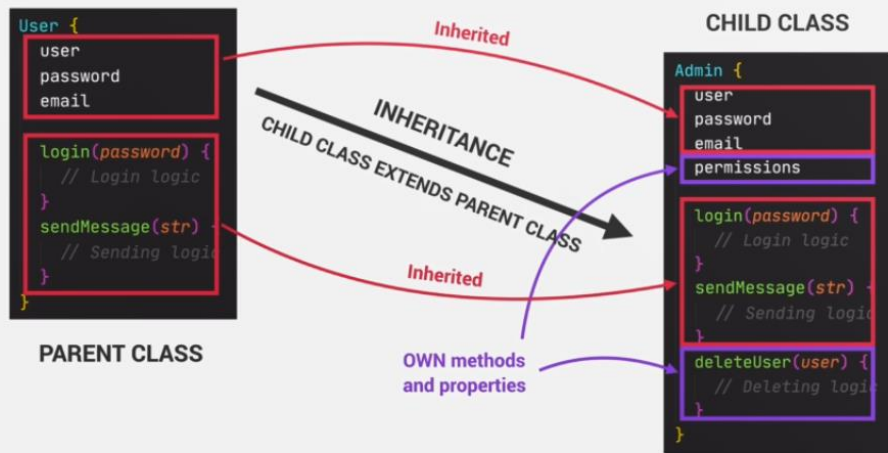 User {
user
password
email
login(password) {
// Login logic
}
sendMessage(str) {
// Sending logic
}
}
PARENT CLASS
Inherited
INHERITANCE
CHILD CLASS EXTENDS PARENT CLASS
Inherited
OWN methods
and properties
CHILD CLASS
Admin {
user
password
email
permissions
login(password) {
// Login logic
}
sendMessage(str) {
// Sending logic
}
deleteUser(user) {
// Deleting logic
}
}